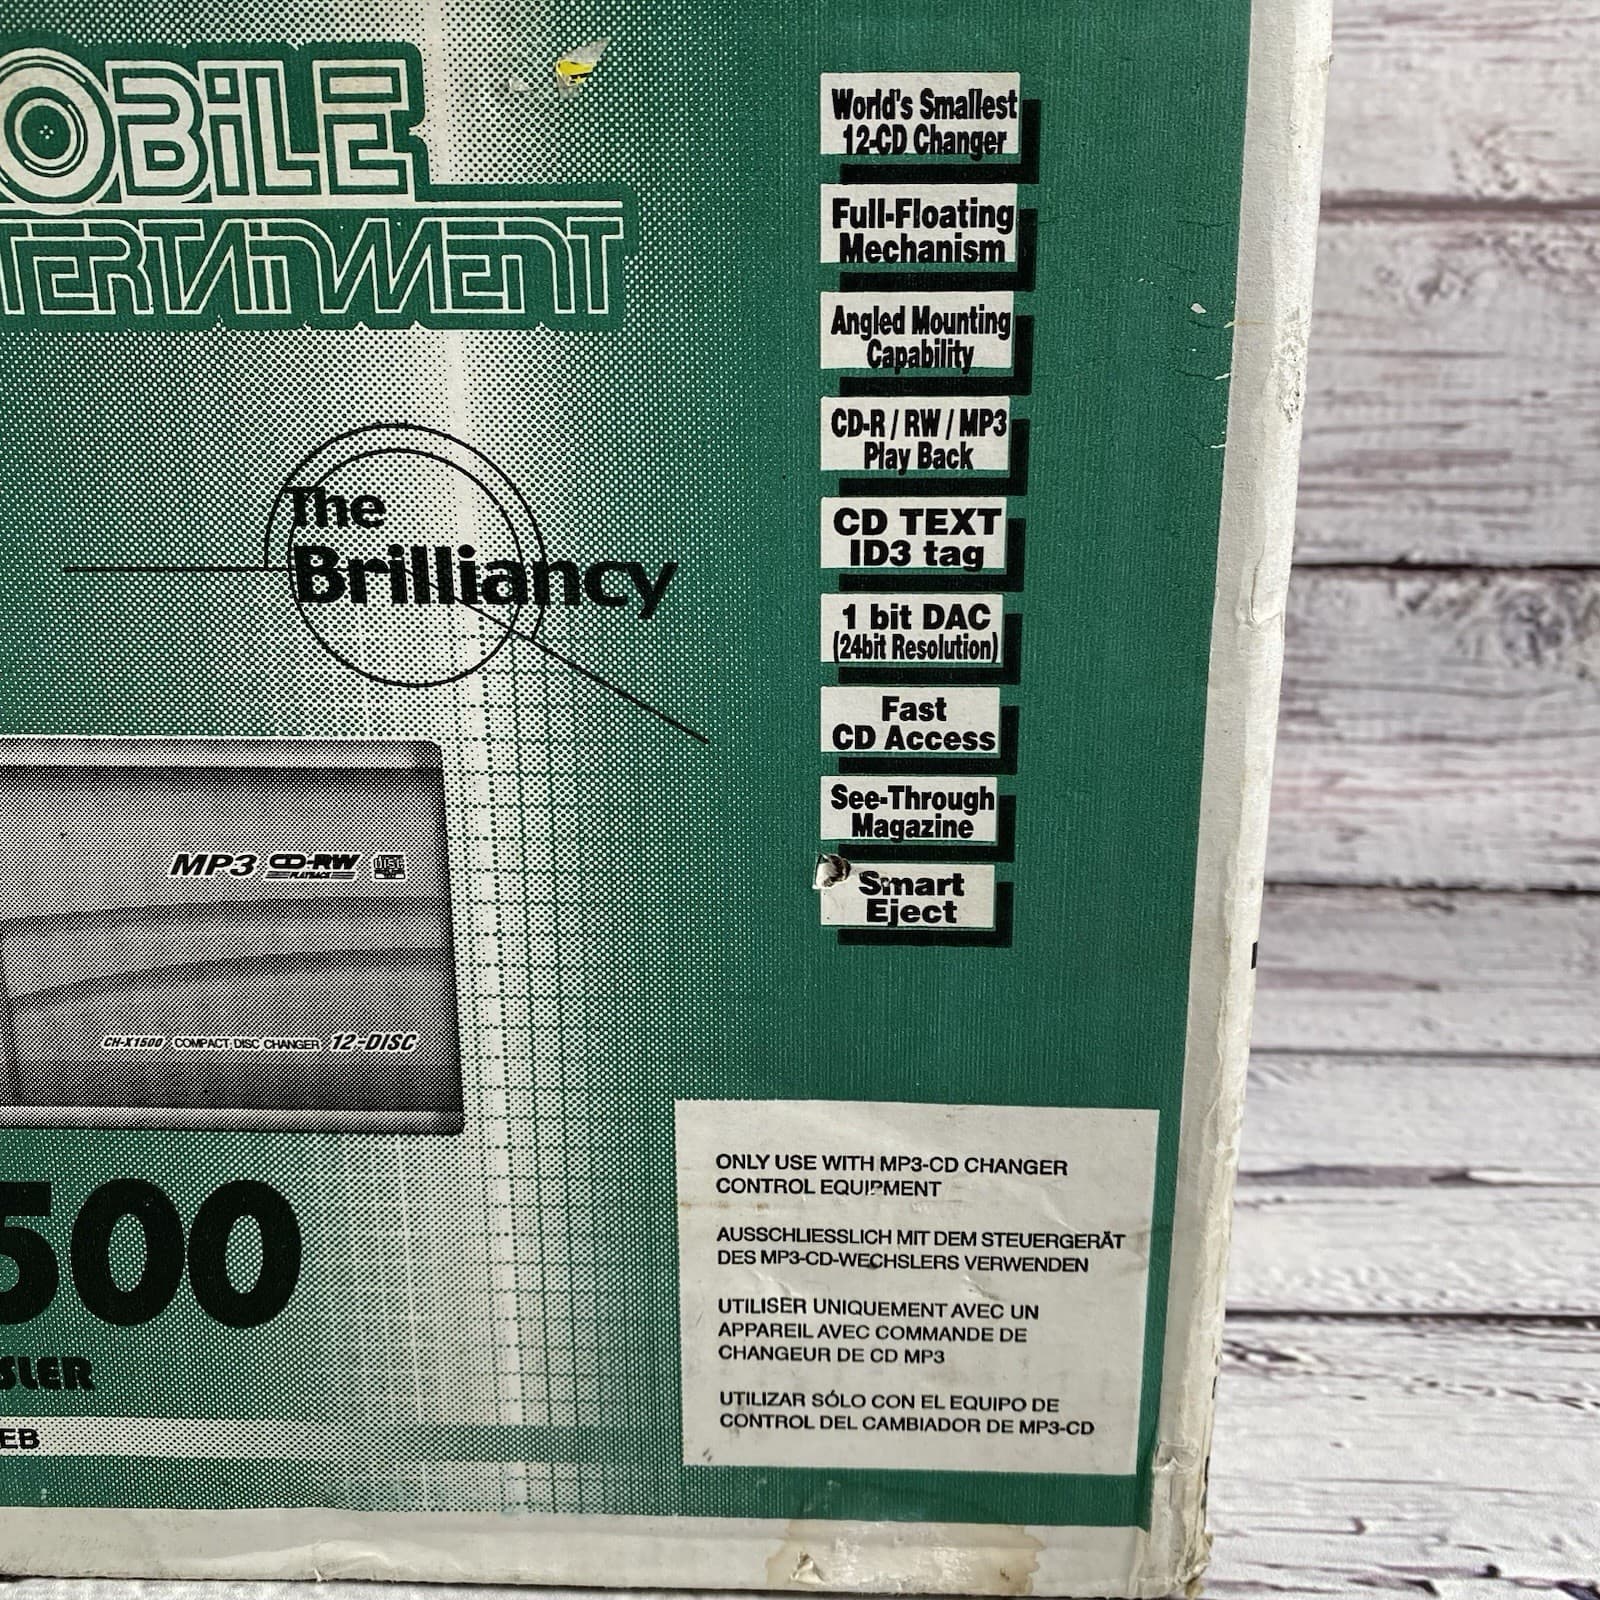 OBiLE
TERTAINMENT
The
Brilliancy
World's Smallest
12-CD Changer
Full-Floating
Mechanism
Angled Mounting
Capability
CD-R / RW / MP3
Play Back
CD TEXT
ID3 tag
1 bit DAC
(24bit Resolution)
Fast
CD Access
See-Through
Magazine
Smart
Eject
MP3 CD-RW
PLAYBACK
DISC
CH-X1500 COMPACT DISC CHANGER 12-DISC
500
SLER
EB
ONLY USE WITH MP3-CD CHANGER
CONTROL EQUIPMENT
AUSSCHLIESSLICH MIT DEM STEUERGERÄT
DES MP3-CD-WECHSLERS VERWENDEN
UTILISER UNIQUEMENT AVEC UN
APPAREIL AVEC COMMANDE DE
CHANGEUR DE CD MP3
UTILIZAR SÓLO CON EL EQUIPO DE
CONTROL DEL CAMBIADOR DE MP3-CD